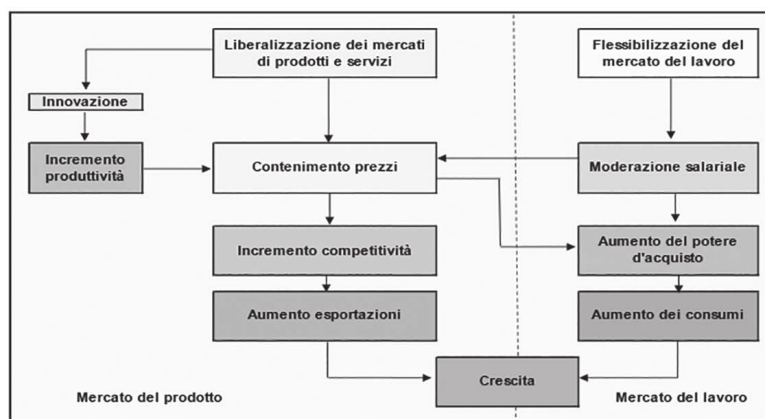 Liberalizzazione dei mercati
di prodotti e servizi
Flessibilizzazione del
mercato del lavoro
Innovazione
Incremento
produttività
Contenimento prezzi
Moderazione salariale
Incremento competitività
Aumento del potere
d'acquisto
Aumento esportazioni
Aumento dei consumi
Crescita
Mercato del prodotto
Mercato del lavoro